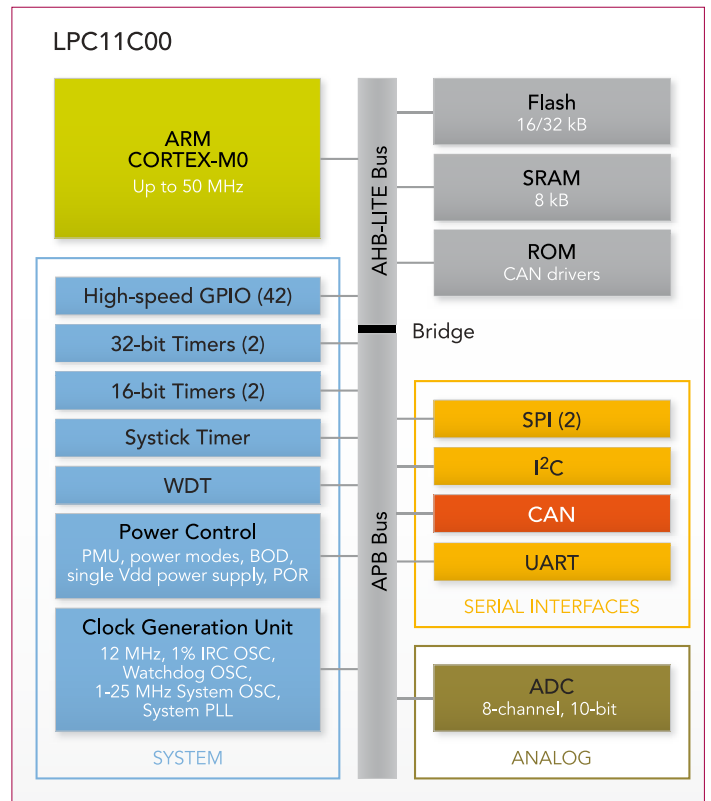 LPC11C00
ARM
CORTEX-M0
Up to 50 MHz
AHB-LITE Bus
Flash
16/32 kB
SRAM
8 kB
ROM
CAN drivers
Bridge
High-speed GPIO (42)
32-bit Timers (2)
16-bit Timers (2)
Systick Timer
WDT
Power Control
PMU, power modes, BOD,
single Vdd power supply, POR
Clock Generation Unit
12 MHz, 1% IRC OSC,
Watchdog OSC,
1-25 MHz System OSC,
System PLL
SYSTEM
APB Bus
SPI (2)
I²C
CAN
UART
SERIAL INTERFACES
ADC
8-channel, 10-bit
ANALOG